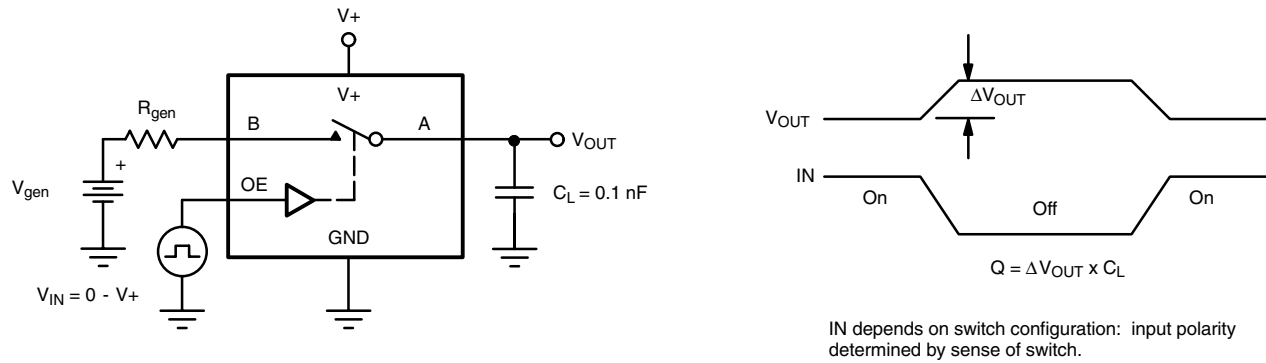 V+
V+
R_gen
B
A
V_OUT
+
V_gen
OE
C_L = 0.1 nF
GND
V_IN = 0 - V+
ΔV_OUT
V_OUT
IN
On
Off
On
Q = ΔV_OUT x C_L
IN depends on switch configuration: input polarity
determined by sense of switch.